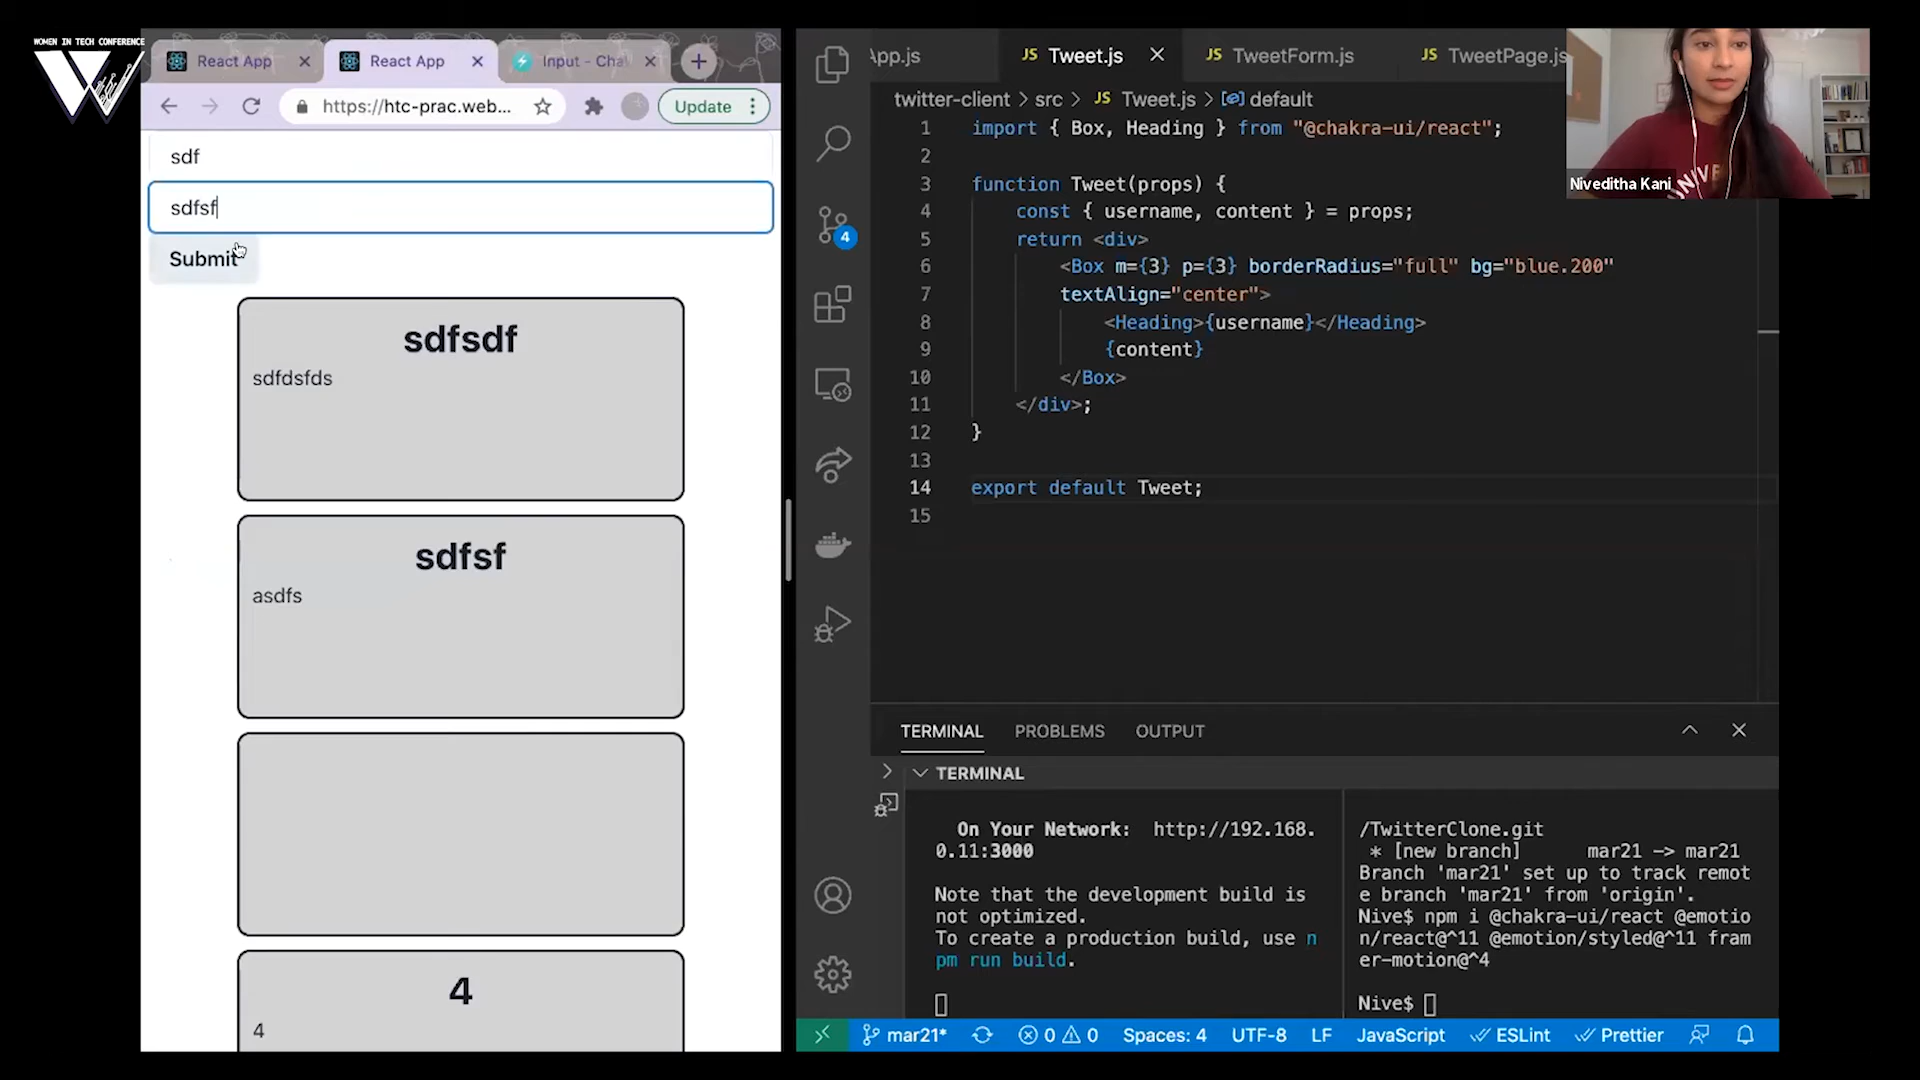 WOMEN IN TECH CONFERENCE
React App
React App
Input - Cha
https://htc-prac.web...
Update
sdf
sdfsf
Submit
sdfsdf
sdfdsfds
sdfsf
asdfs
4
4
App.js
JS Tweet.js
JS TweetForm.js
JS TweetPage.js
twitter-client > src > JS Tweet.js > default
4
1 import { Box, Heading } from "@chakra-ui/react";
2
3 function Tweet(props) {
4 const { username, content } = props;
5 return <div>
6 <Box m={3} p={3} borderRadius="full" bg="blue.200"
7 textAlign="center">
8 <Heading>{username}</Heading>
9 {content}
10 </Box>
11 </div>;
12 }
13
14 export default Tweet;
15
Niveditha Kani
TERMINAL PROBLEMS OUTPUT
TERMINAL
On Your Network: http://192.168.
0.11:3000
Note that the development build is
not optimized.
To create a production build, use n
pm run build.
/TwitterClone.git
* [new branch] mar21 -> mar21
Branch 'mar21' set up to track remot
e branch 'mar21' from 'origin'.
Nive$ npm i @chakra-ui/react @emotio
n/react@^11 @emotion/styled@^11 fram
er-motion@^4
Nive$
mar21* 0 0 Spaces: 4 UTF-8 LF JavaScript ESLint Prettier